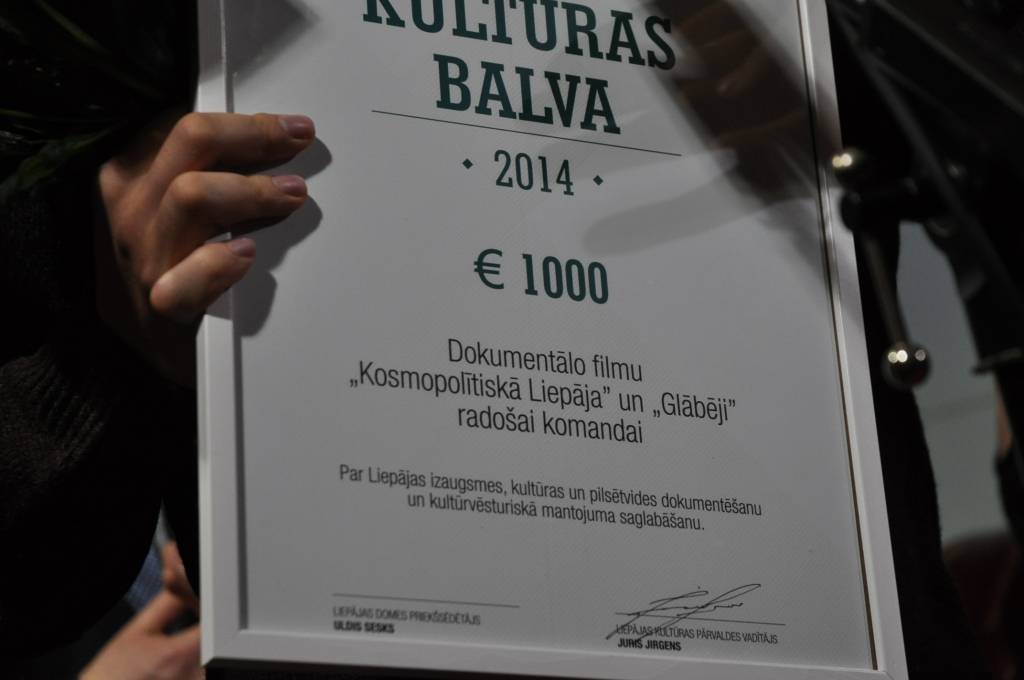 KULTŪRAS
BALVA
2014
€ 1000
Dokumentālo filmu
„Kosmopolītiskā Liepāja” un „Glābēji”
radošai komandai
Par Liepājas izaugsmes, kultūras un pilsētvides dokumentēšanu
un kultūrvēsturiskā mantojuma saglabāšanu.
LIEPĀJAS DOMES PRIEKŠSĒDĒTĀJS
ULDIS SESKS
LIEPĀJAS KULTŪRAS PĀRVALDES VADĪTĀJS
JURIS JIRGENS